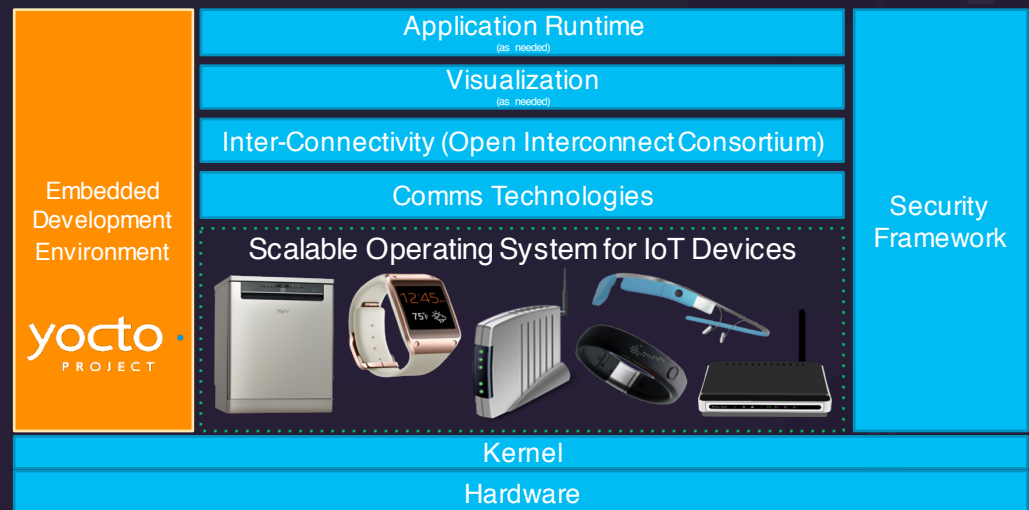 Application Runtime
(as needed)
Visualization
(as needed)
Inter-Connectivity (Open Interconnect Consortium)
Comms Technologies
Embedded
Development
Environment
yocto
PROJECT
Scalable Operating System for IoT Devices
12:45
75°
Security
Framework
Kernel
Hardware